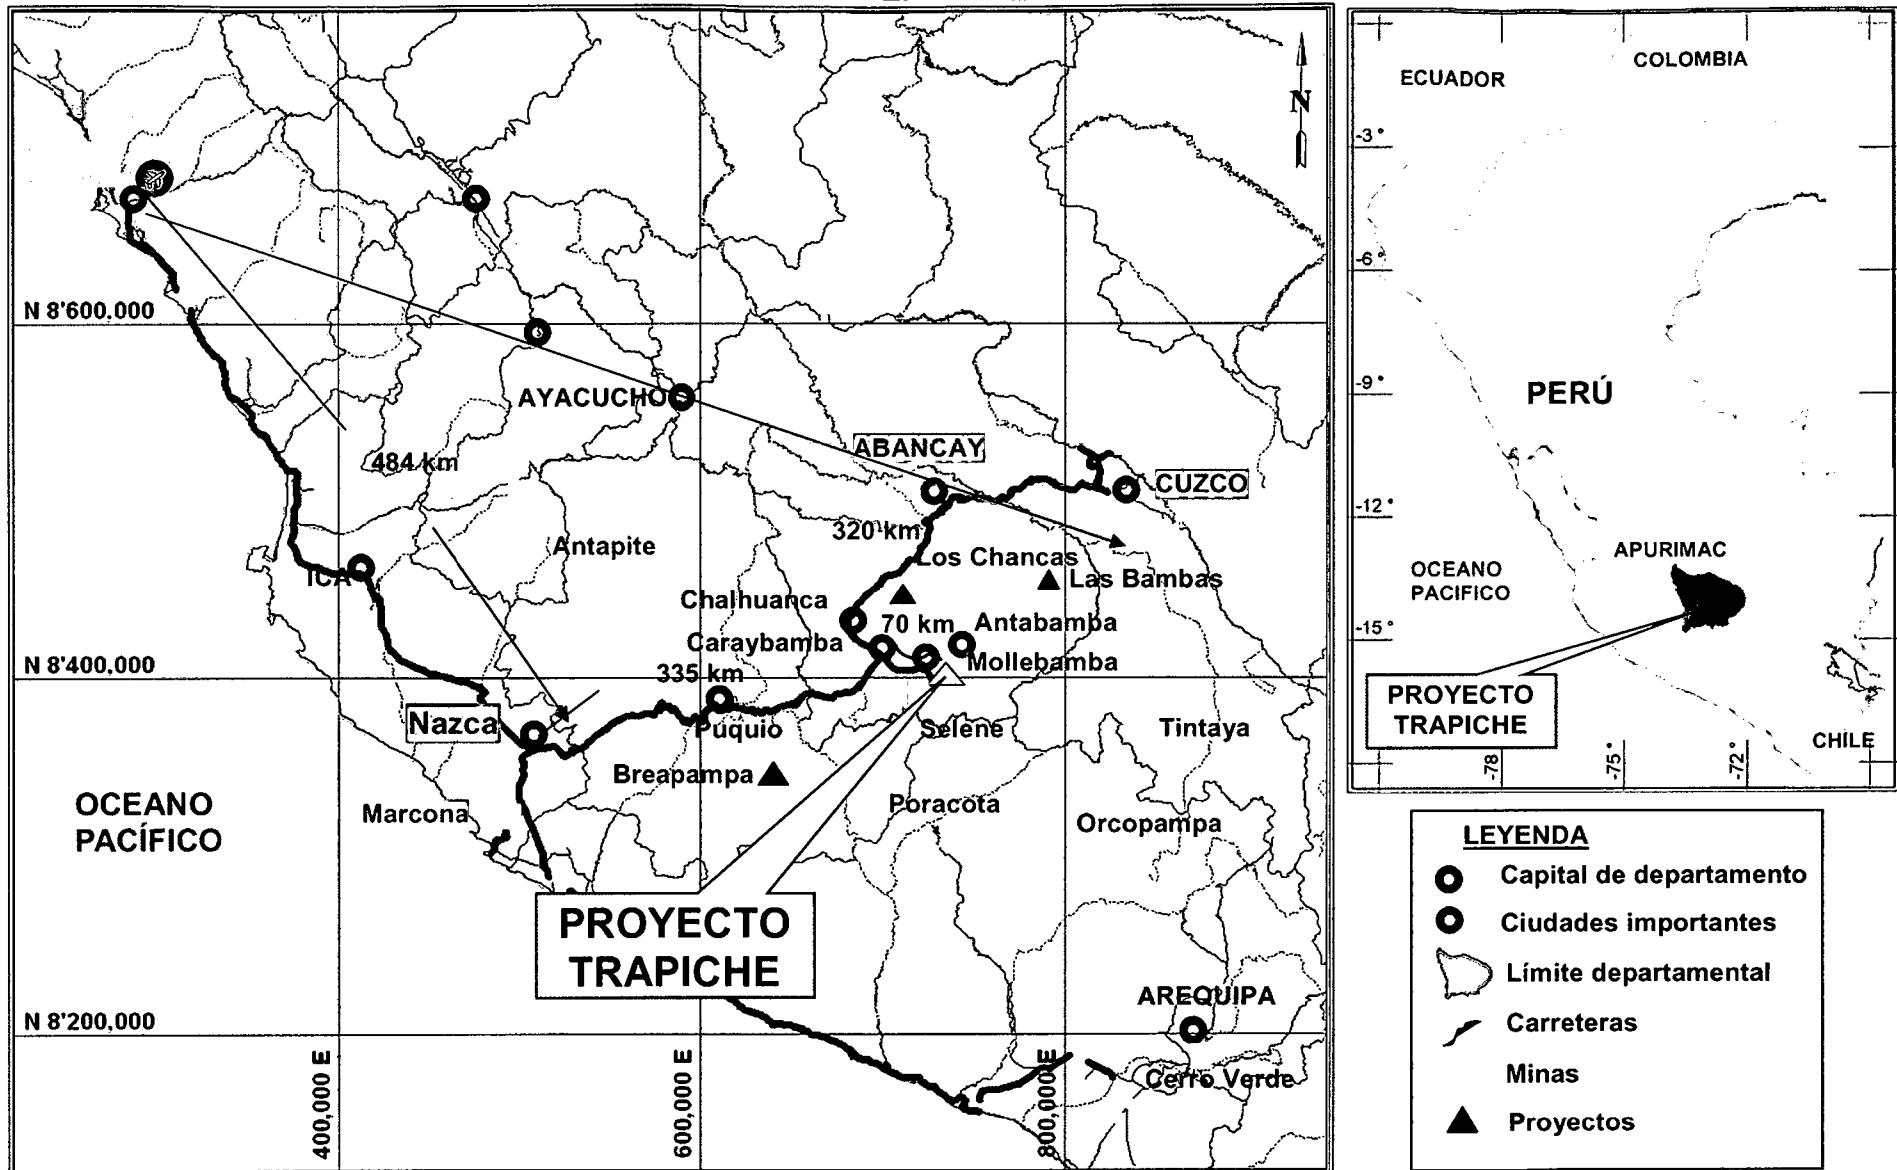 N
N 8'600,000
AYACUCHO
ABANCAY
484 km
CUZCO
320 km
Antapite
Los Chancas
ICA
Las Bambas
Chalhuanca
70 km
Antabamba
Caraybamba
Mollebamba
N 8'400,000
335 km
Nazca
Puquio
Selene
Tintaya
Breapampa
OCEANO
PACÍFICO
Marcona
Poracota
Orcopampa
PROYECTO
TRAPICHE
AREQUIPA
N 8'200,000
Cerro Verde
400,000 E
600,000 E
800,000 E
COLOMBIA
ECUADOR
-3°
-6°
-9°
PERÚ
-12°
APURIMAC
OCEANO
PACIFICO
-15°
PROYECTO
TRAPICHE
CHILE
-78
-75°
-72°
LEYENDA
Capital de departamento
Ciudades importantes
Límite departamental
Carreteras
Minas
Proyectos